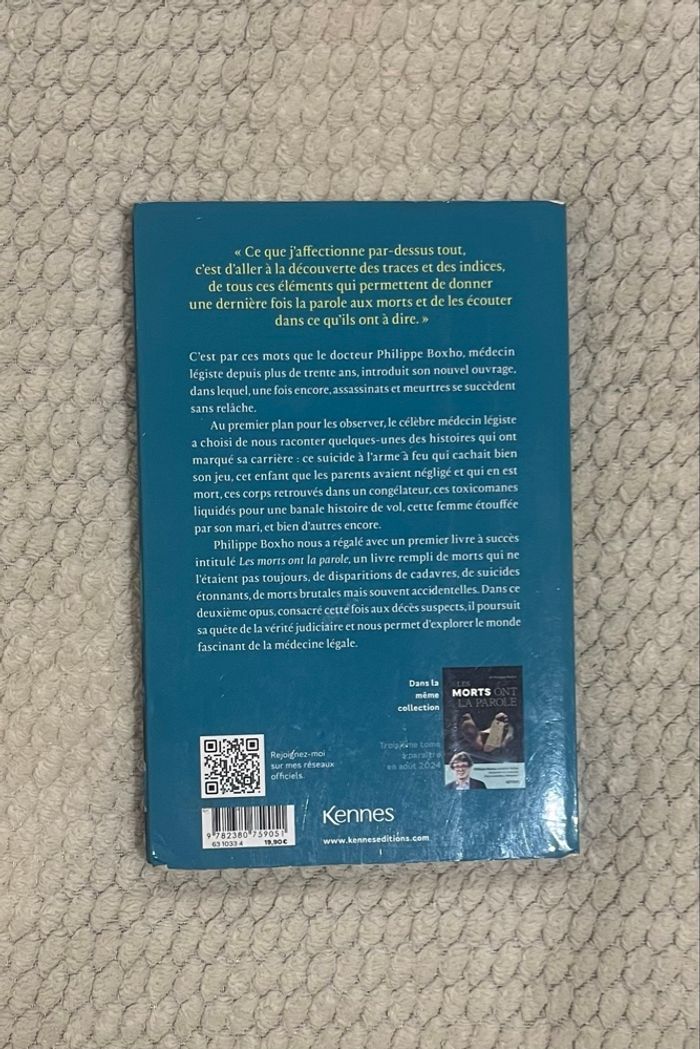 « Ce que j'affectionne par-dessus tout,
c'est d'aller à la découverte des traces et des indices,
de tous ces éléments qui permettent de donner
une dernière fois la parole aux morts et de les écouter
dans ce qu'ils ont à dire. »
C'est par ces mots que le docteur Philippe Boxho, médecin
légiste depuis plus de trente ans, introduit son nouvel ouvrage,
dans lequel, une fois encore, assassinats et meurtres se succèdent
sans relâche.
Au premier plan pour les observer, le célèbre médecin légiste
a choisi de nous raconter quelques-unes des histoires qui ont
marqué sa carrière : ce suicide à l'arme à feu qui cachait bien
son jeu, cet enfant que les parents avaient négligé et qui en est
mort, ces corps retrouvés dans un congélateur, ces toxicomanes
liquidés pour une banale histoire de vol, cette femme étouffée
par son mari, et bien d'autres encore.
Philippe Boxho nous a régalé avec un premier livre à succès
intitulé Les morts ont la parole, un livre rempli de morts qui ne
l'étaient pas toujours, de disparitions de cadavres, de suicides
étonnants, de morts brutales mais souvent accidentelles. Dans ce
deuxième opus, consacré cette fois aux décès suspects, il poursuit
sa quête de la vérité judiciaire et nous permet d'explorer le monde
fascinant de la médecine légale.
Dans la
même
collection
LES
MORTS ONT
LA PAROLE
Troisième tome
à paraître
en août 2024
Rejoignez-moi
sur mes réseaux
officiels.
9 782380 759051
63 1033 4
19,90 €
Kennes
www.kenneseditions.com